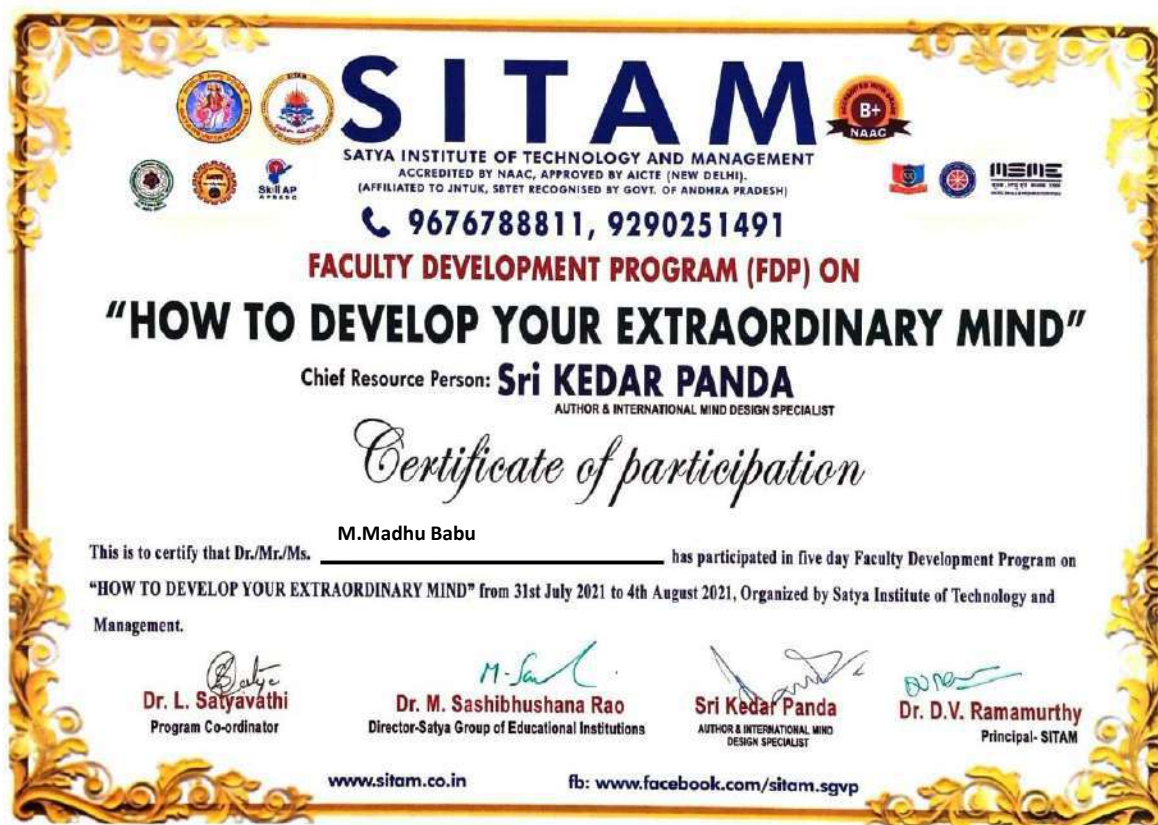 SITAM
SITAM
B+
NAAC
SATYA INSTITUTE OF TECHNOLOGY AND MANAGEMENT
ACCREDITED BY NAAC, APPROVED BY AICTE (NEW DELHI).
(AFFILIATED TO JNTUK, SBTET RECOGNISED BY GOVT. OF ANDHRA PRADESH)
Skill AP
APSSDC
MSME
9676788811, 9290251491
FACULTY DEVELOPMENT PROGRAM (FDP) ON
"HOW TO DEVELOP YOUR EXTRAORDINARY MIND"
Chief Resource Person: Sri KEDAR PANDA
AUTHOR & INTERNATIONAL MIND DESIGN SPECIALIST
Certificate of participation
M.Madhu Babu
This is to certify that Dr./Mr./Ms. has participated in five day Faculty Development Program on
"HOW TO DEVELOP YOUR EXTRAORDINARY MIND" from 31st July 2021 to 4th August 2021, Organized by Satya Institute of Technology and
Management.
Dr. L. Satyavathi
Program Co-ordinator
Dr. M. Sashibhushana Rao
Director-Satya Group of Educational Institutions
Sri Kedar Panda
AUTHOR & INTERNATIONAL MIND
DESIGN SPECIALIST
Dr. D.V. Ramamurthy
Principal- SITAM
www.sitam.co.in
fb: www.facebook.com/sitam.sgvp